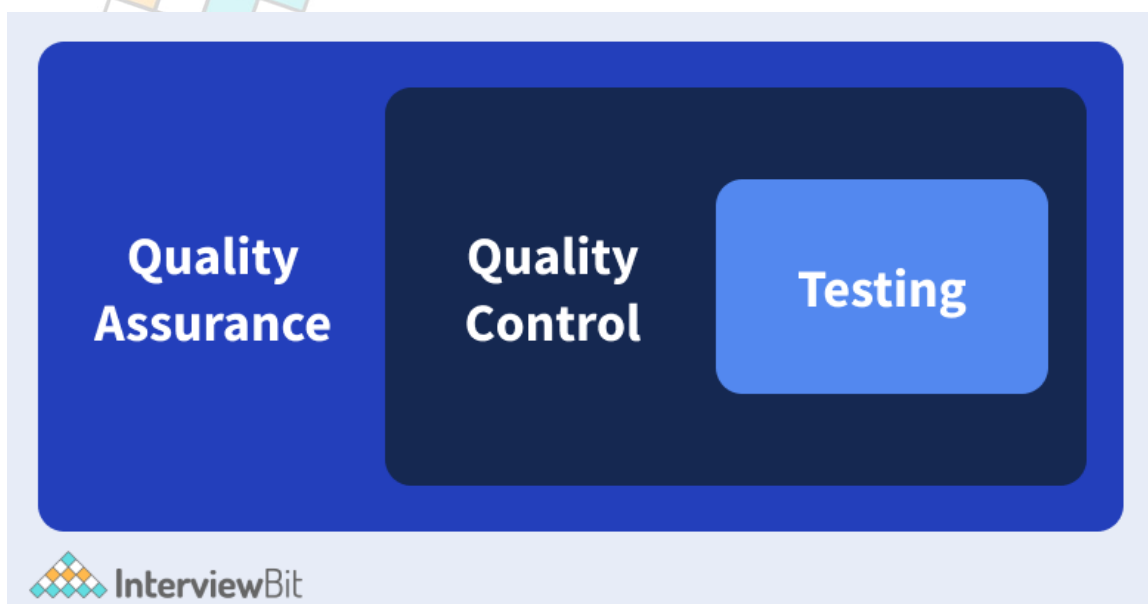 Quality
Assurance
Quality
Control
Testing
InterviewBit